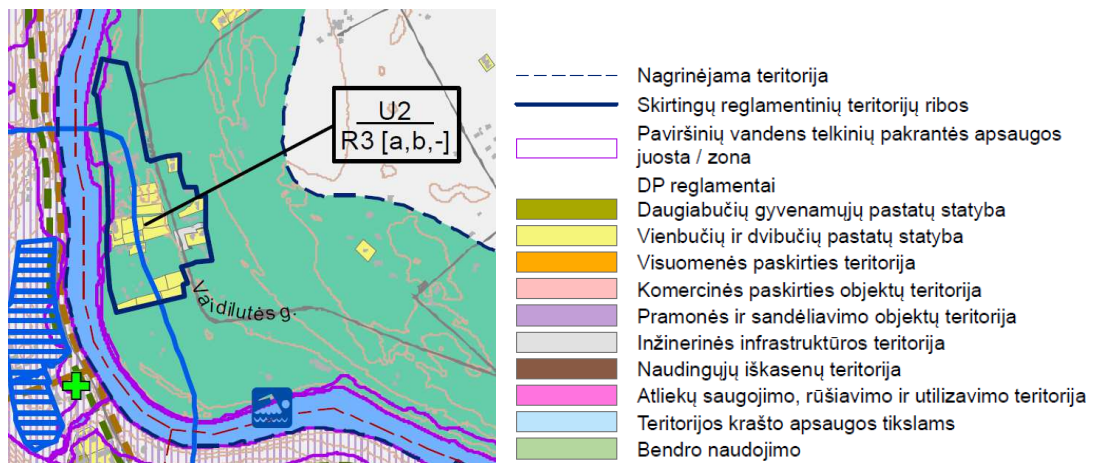 U2
R3 [a,b,-]
Vaidilutės g.
Nagrinėjama teritorija
Skirtingų reglamentinių teritorijų ribos
Paviršinių vandens telkinių pakrantės apsaugos
juosta / zona
DP reglamentai
Daugiabučių gyvenamųjų pastatų statyba
Vienbučių ir dvibučių pastatų statyba
Visuomenės paskirties teritorija
Komercinės paskirties objektų teritorija
Pramonės ir sandėliavimo objektų teritorija
Inžinerinės infrastruktūros teritorija
Naudingųjų iškasenų teritorija
Atliekų saugojimo, rūšiavimo ir utilizavimo teritorija
Teritorijos krašto apsaugos tikslams
Bendro naudojimo